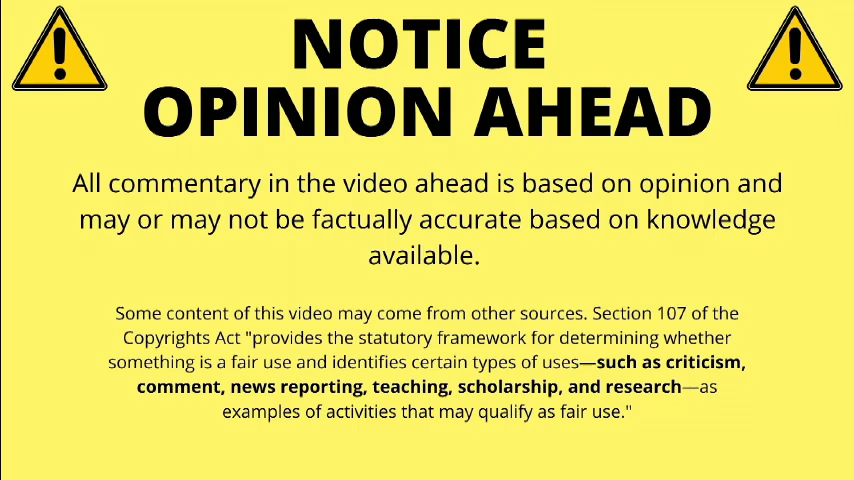 NOTICE
OPINION AHEAD
All commentary in the video ahead is based on opinion and
may or may not be factually accurate based on knowledge
available.
Some content of this video may come from other sources. Section 107 of the
Copyrights Act "provides the statutory framework for determining whether
something is a fair use and identifies certain types of uses—such as criticism,
comment, news reporting, teaching, scholarship, and research—as
examples of activities that may qualify as fair use."